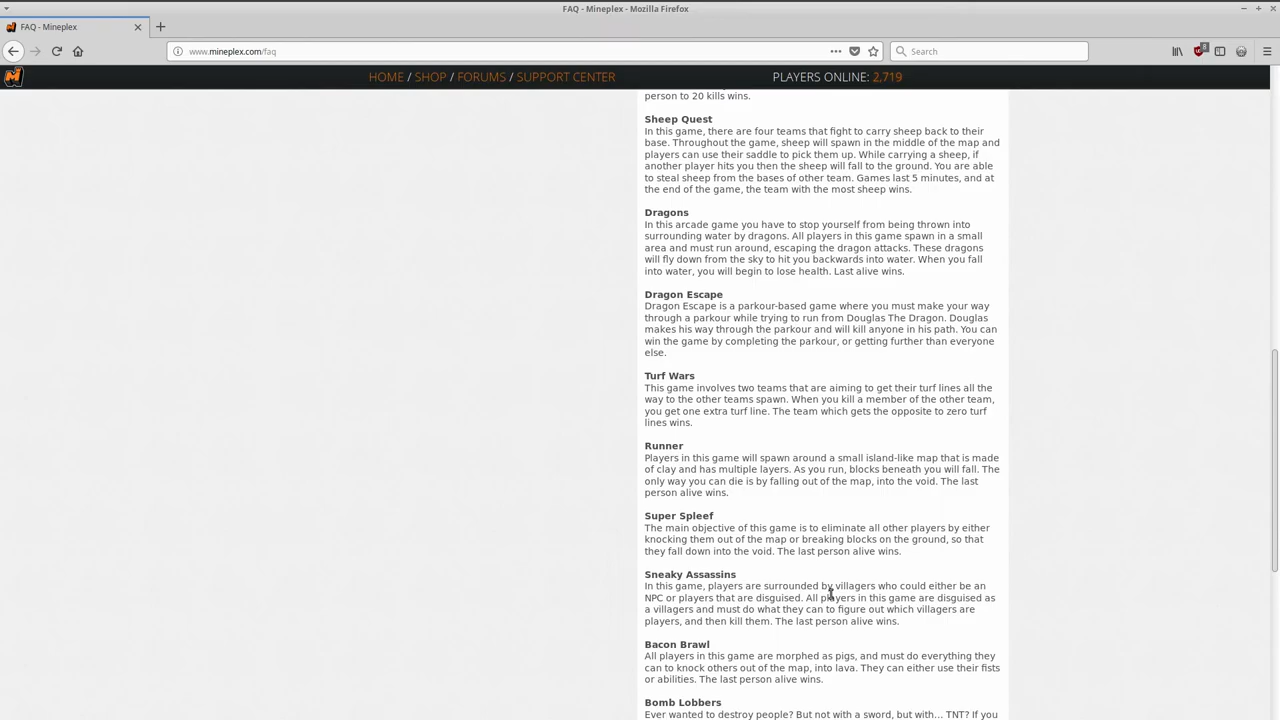 FAQ - Mineplex - Mozilla Firefox
FAQ - Mineplex
www.mineplex.com/faq
Search
8
HOME / SHOP / FORUMS / SUPPORT CENTER
PLAYERS ONLINE: 2,719
person to 20 kills wins.
Sheep Quest
In this game, there are four teams that fight to carry sheep back to their
base. Throughout the game, sheep will spawn in the middle of the map and
players can use their saddle to pick them up. While carrying a sheep, if
another player hits you then the sheep will fall to the ground. You are able
to steal sheep from the bases of other team. Games last 5 minutes, and at
the end of the game, the team with the most sheep wins.
Dragons
In this arcade game you have to stop yourself from being thrown into
surrounding water by dragons. All players in this game spawn in a small
area and must run around, escaping the dragon attacks. These dragons
will fly down from the sky to hit you backwards into water. When you fall
into water, you will begin to lose health. Last alive wins.
Dragon Escape
Dragon Escape is a parkour-based game where you must make your way
through a parkour while trying to run from Douglas The Dragon. Douglas
makes his way through the parkour and will kill anyone in his path. You can
win the game by completing the parkour, or getting further than everyone
else.
Turf Wars
This game involves two teams that are aiming to get their turf lines all the
way to the other teams spawn. When you kill a member of the other team,
you get one extra turf line. The team which gets the opposite to zero turf
lines wins.
Runner
Players in this game will spawn around a small island-like map that is made
of clay and has multiple layers. As you run, blocks beneath you will fall. The
only way you can die is by falling out of the map, into the void. The last
person alive wins.
Super Spleef
The main objective of this game is to eliminate all other players by either
knocking them out of the map or breaking blocks on the ground, so that
they fall down into the void. The last person alive wins.
Sneaky Assassins
In this game, players are surrounded by villagers who could either be an
NPC or players that are disguised. All players in this game are disguised as
a villagers and must do what they can to figure out which villagers are
players, and then kill them. The last person alive wins.
Bacon Brawl
All players in this game are morphed as pigs, and must do everything they
can to knock others out of the map, into lava. They can either use their fists
or abilities. The last person alive wins.
Bomb Lobbers
Ever wanted to destroy people? But not with a sword, but with... TNT? If you